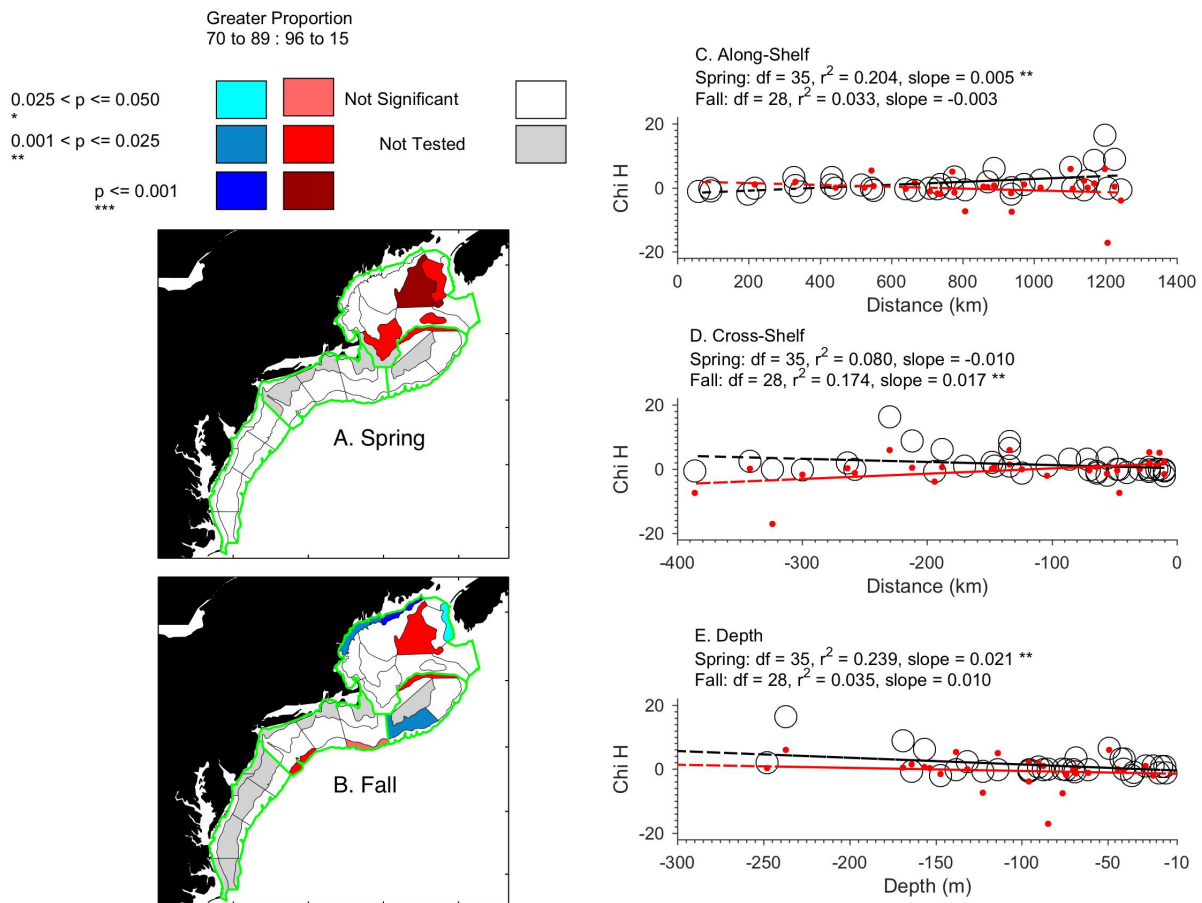 Greater Proportion
70 to 89 : 96 to 15
0.025 < p <= 0.050
*
Not Significant
0.001 < p <= 0.025
**
Not Tested
p <= 0.001
***
A. Spring
B. Fall
C. Along-Shelf
Spring: df = 35, r2 = 0.204, slope = 0.005 **
Fall: df = 28, r2 = 0.033, slope = -0.003
20
0
-20
Chi H
0 200 400 600 800 1000 1200 1400
Distance (km)
D. Cross-Shelf
Spring: df = 35, r2 = 0.080, slope = -0.010
Fall: df = 28, r2 = 0.174, slope = 0.017 **
20
0
-20
Chi H
-400 -300 -200 -100 0
Distance (km)
E. Depth
Spring: df = 35, r2 = 0.239, slope = 0.021 **
Fall: df = 28, r2 = 0.035, slope = 0.010
20
0
-20
Chi H
-300 -250 -200 -150 -100 -50 -10
Depth (m)